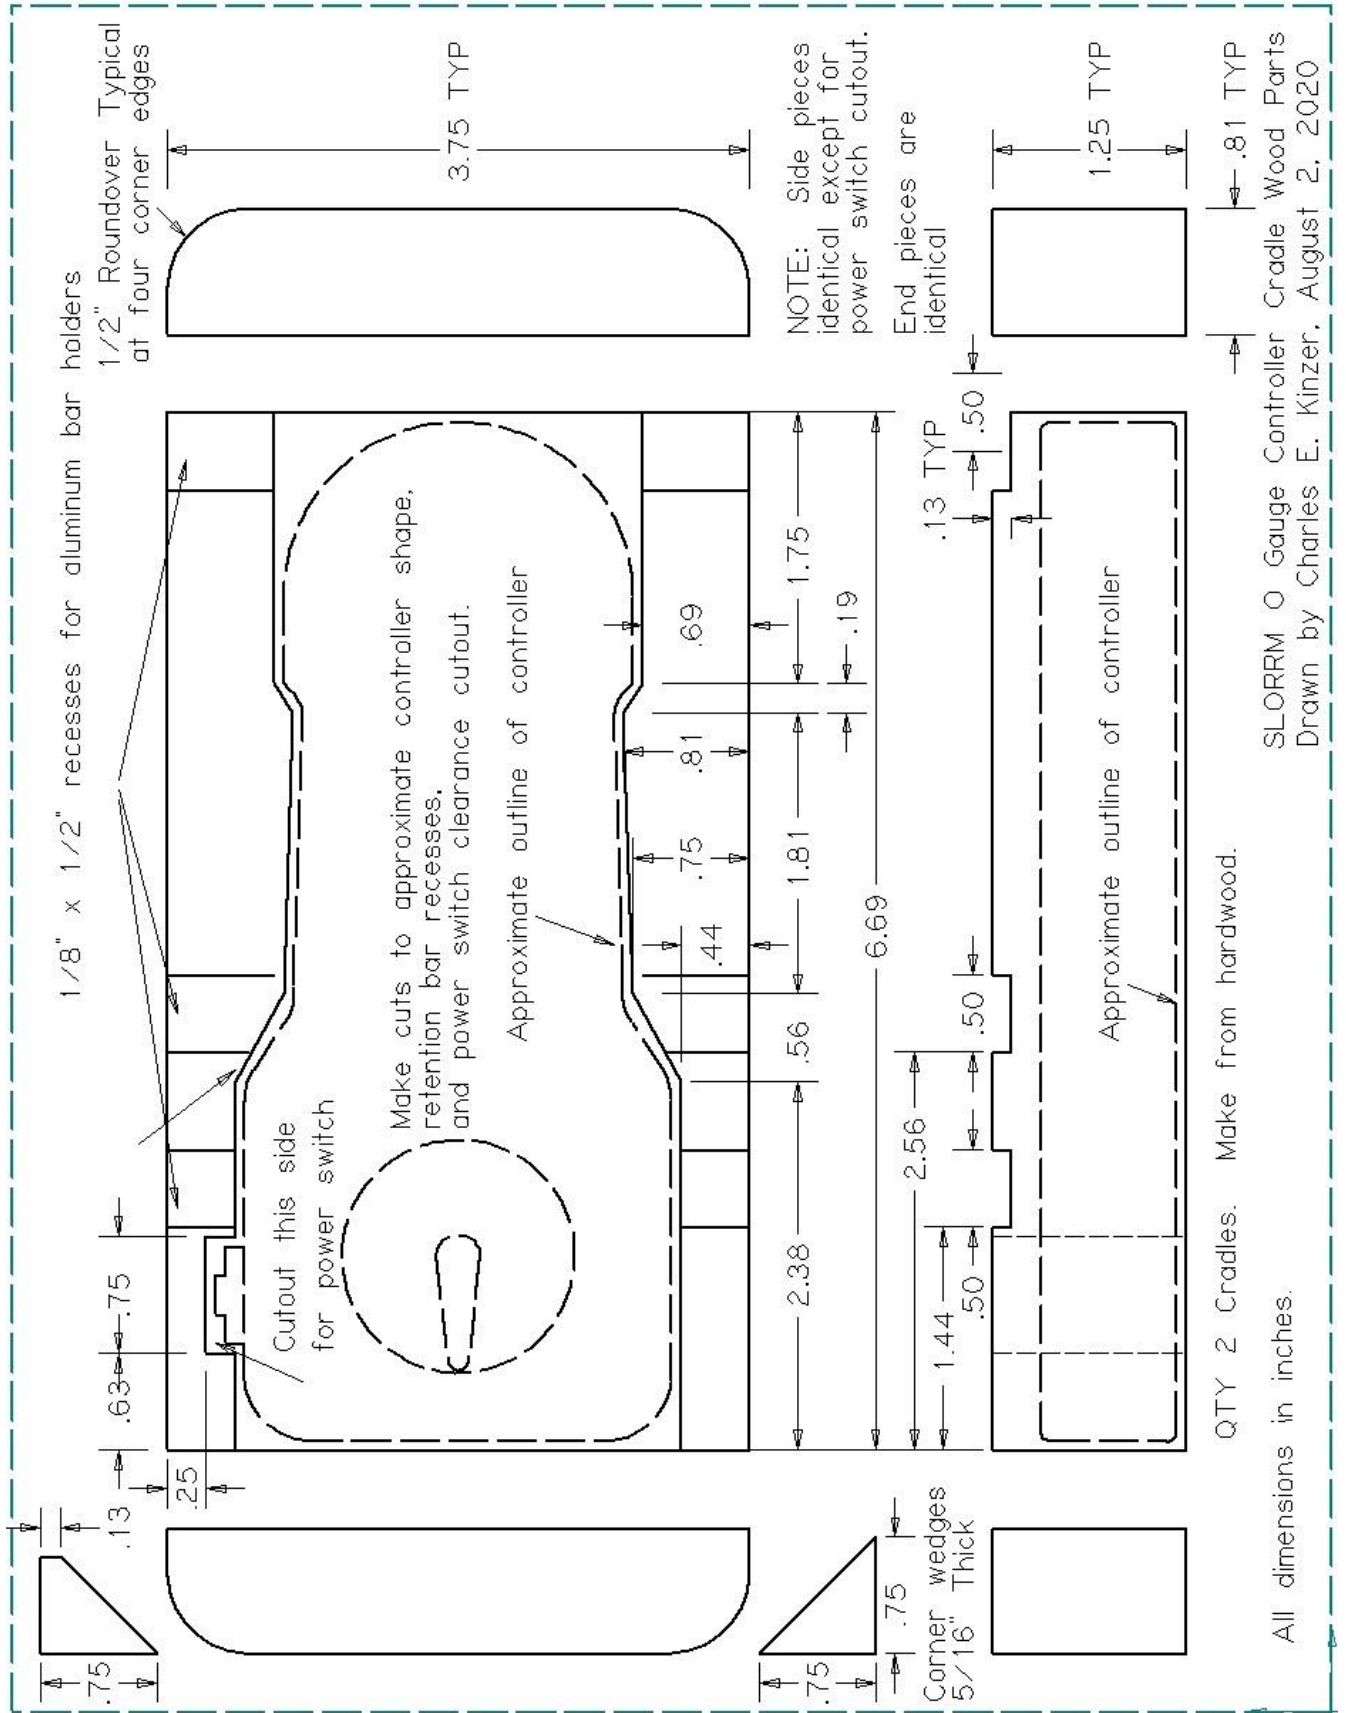 .75
.13
.63
.75
.25
1/8" x 1/2" recesses for aluminum bar holders
1/2" Roundover Typical
at four corner edges
Cutout this side
for power switch
Make cuts to approximate controller shape,
retention bar recesses,
and power switch clearance cutout.
Approximate outline of controller
3.75 TYP
.44
.75
.81
.69
2.38
.56
1.81
1.75
.19
6.69
2.56
1.44
.75
.75
Corner wedges
5/16" Thick
NOTE: Side pieces
identical except for
power switch cutout.
End pieces are
identical
.50
.50
.13 TYP
.50
1.25 TYP
Approximate outline of controller
.81 TYP
QTY 2 Cradles. Make from hardwood.
All dimensions in inches.
SLORRM O Gauge Controller Cradle Wood Parts
Drawn by Charles E. Kinzer, August 2, 2020